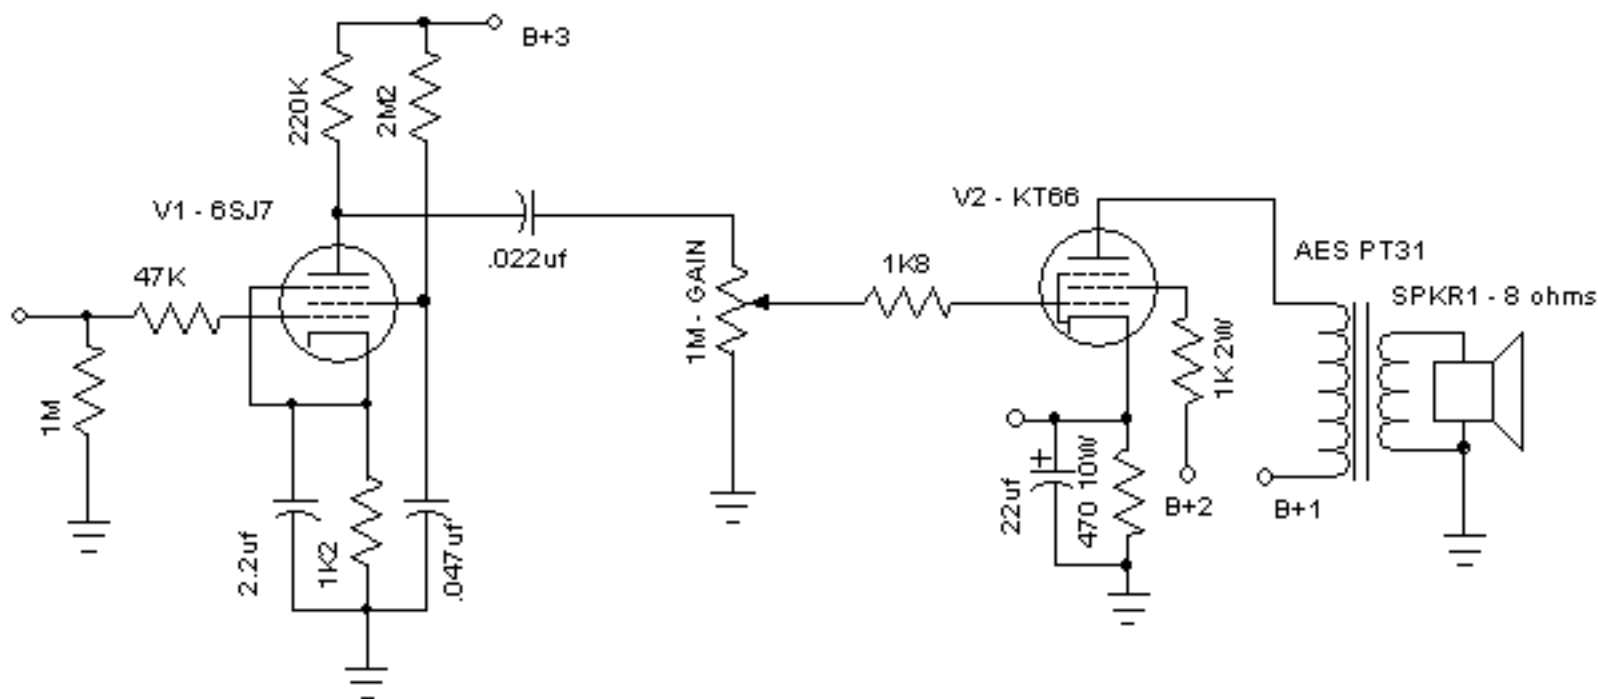 B+3
220K
2M2
V1 - 6SJ7
.022uf
47K
1M
1M - GAIN
2.2uf
1K2
.047uf
V2 - KT66
1K8
1K 2W
22uf
+
470 10W
B+2
B+1
AES PT31
SPKR1 - 8 ohms